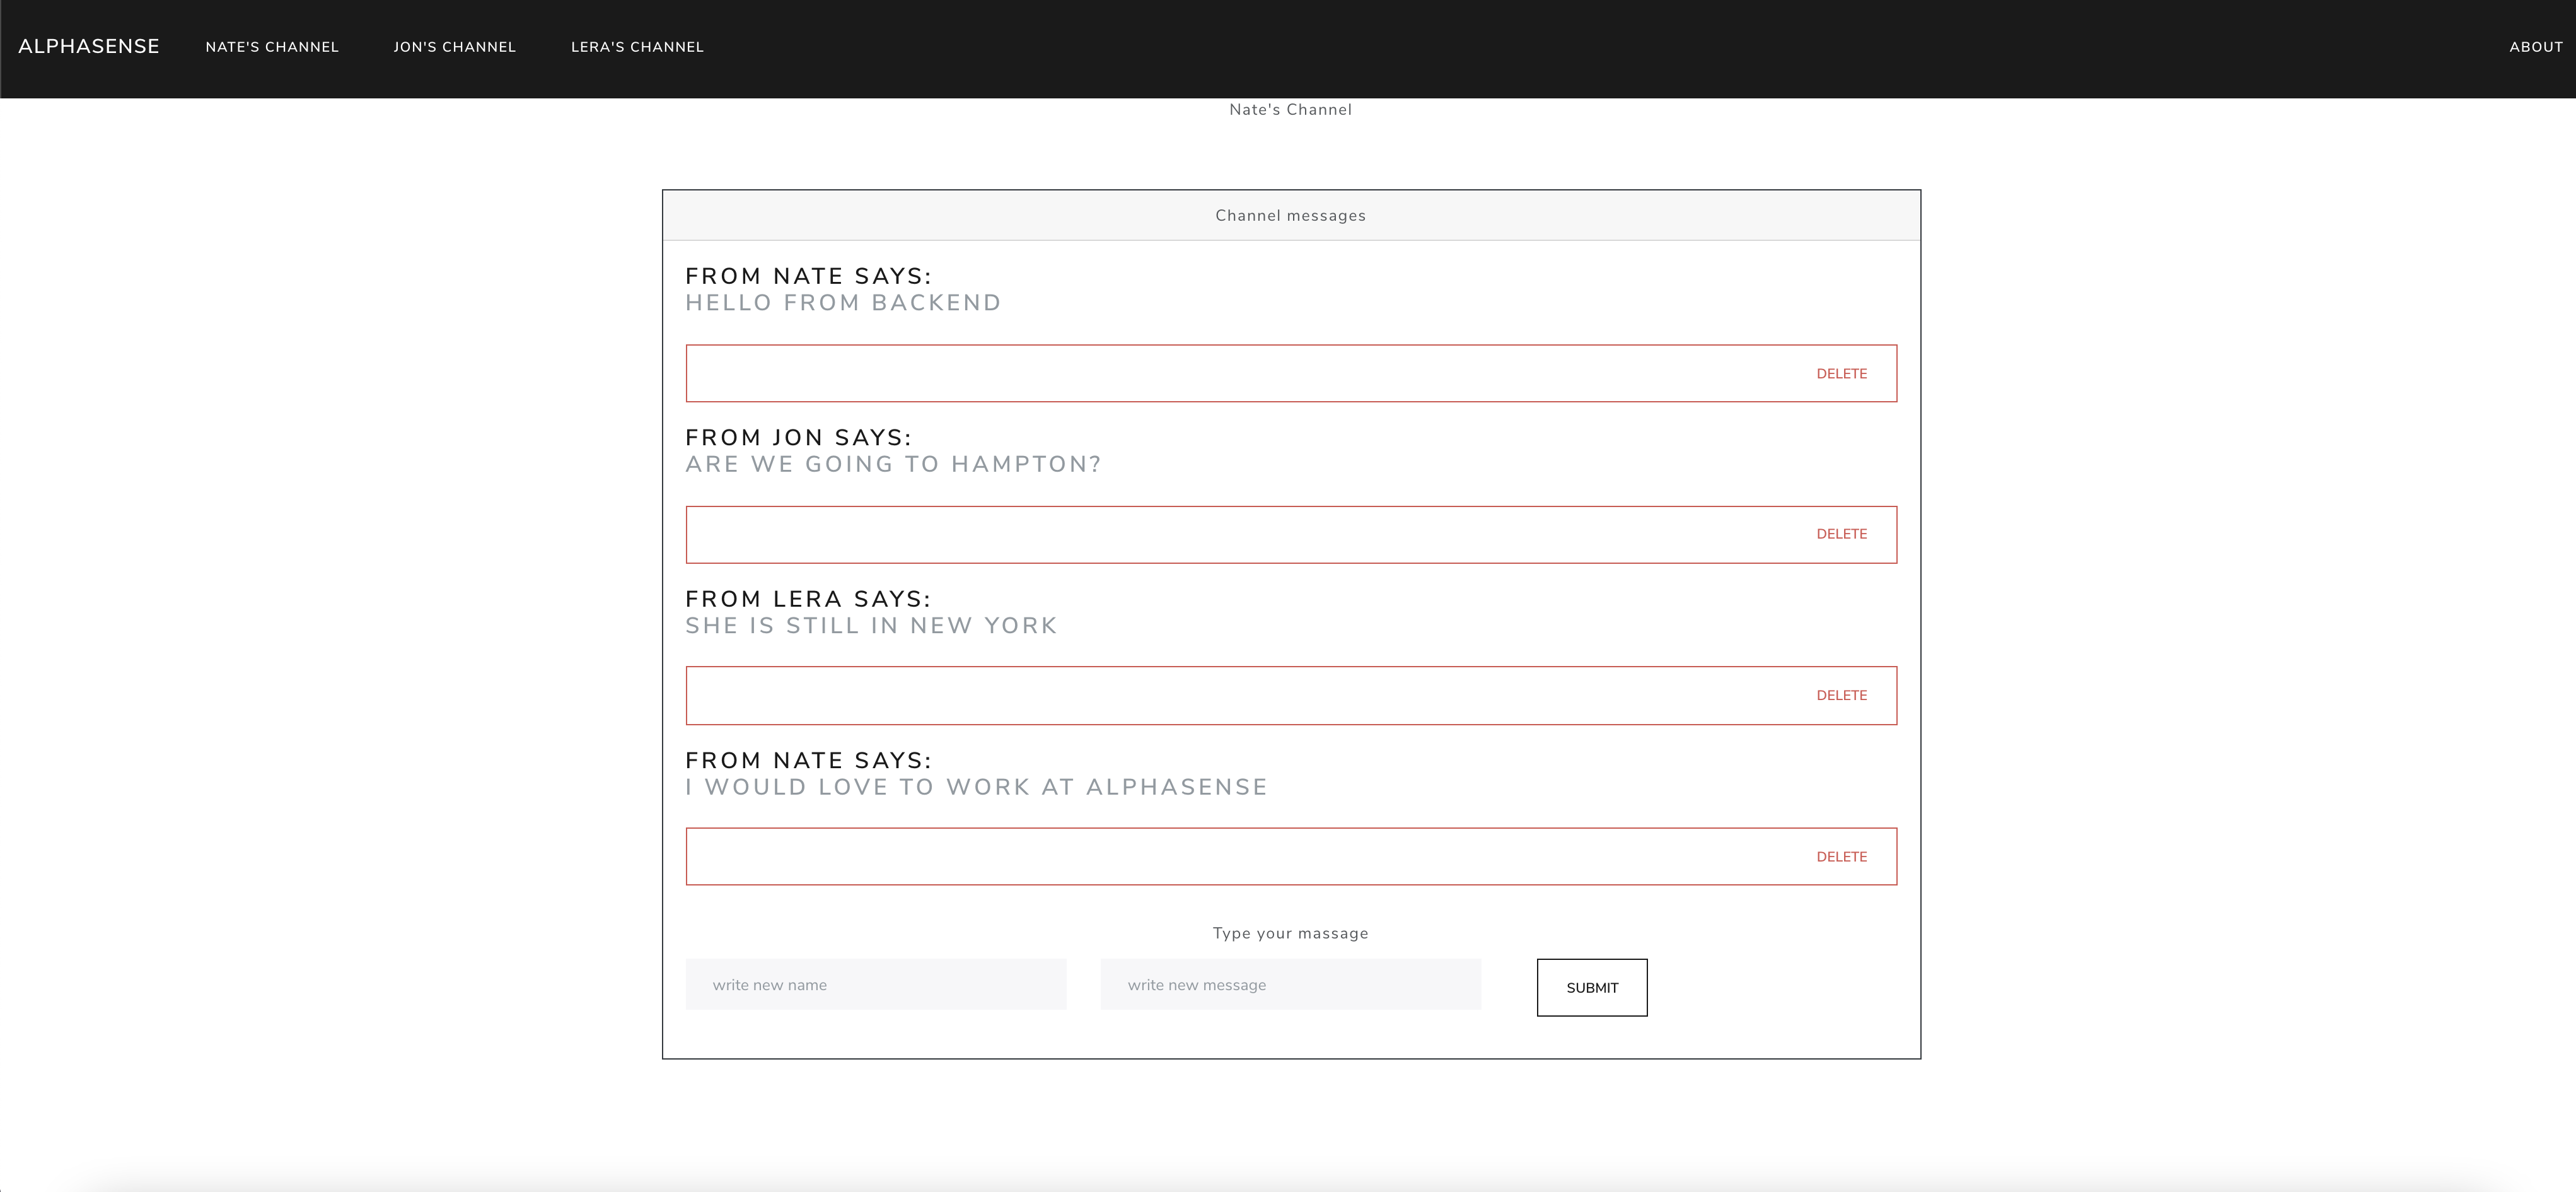 ALPHASENSE NATE'S CHANNEL JON'S CHANNEL LERA'S CHANNEL ABOUT
Nate's Channel
Channel messages
FROM NATE SAYS:
HELLO FROM BACKEND
DELETE
FROM JON SAYS:
ARE WE GOING TO HAMPTON?
DELETE
FROM LERA SAYS:
SHE IS STILL IN NEW YORK
DELETE
FROM NATE SAYS:
I WOULD LOVE TO WORK AT ALPHASENSE
DELETE
Type your massage
write new name write new message SUBMIT